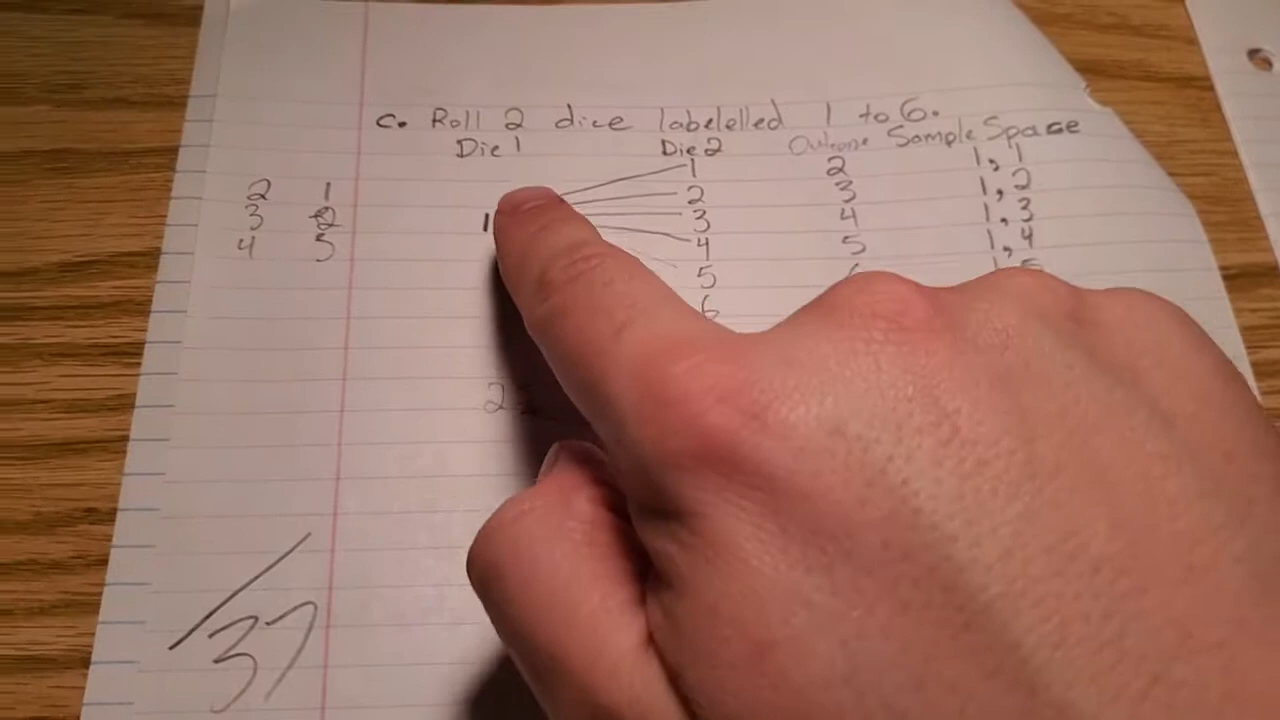 c. Roll 2 dice labelelled 1 to 6.
Die 1 Die 2 Outcome Sample Space
1 2 1, 1
2 1 2 3 1, 2
3 2 1 3 4 1, 3
4 5 4 5 1, 4
5
6
2
/37